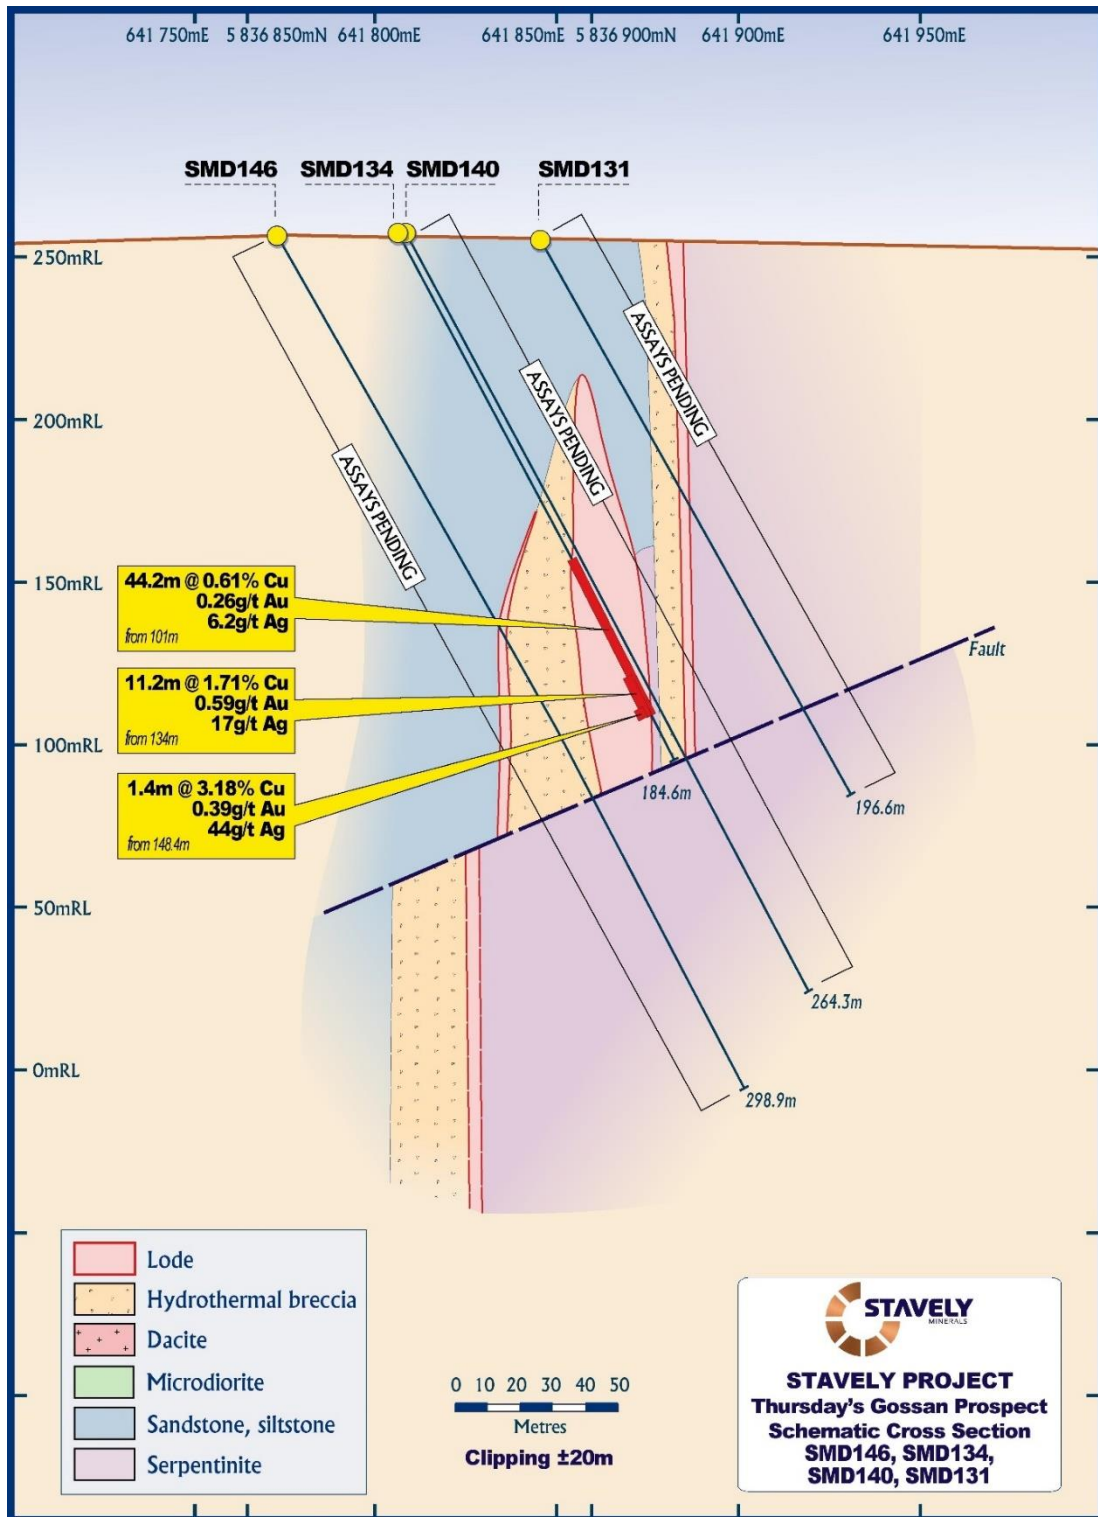 641 750mE 5 836 850mN 641 800mE 641 850mE 5 836 900mN 641 900mE 641 950mE
SMD146 SMD134 SMD140 SMD131
250mRL
200mRL
150mRL
100mRL
50mRL
0mRL
ASSAYS PENDING
ASSAYS PENDING
ASSAYS PENDING
44.2m @ 0.61% Cu
0.26g/t Au
6.2g/t Ag
from 101m
11.2m @ 1.71% Cu
0.59g/t Au
17g/t Ag
from 134m
1.4m @ 3.18% Cu
0.39g/t Au
44g/t Ag
from 148.4m
Fault
184.6m
196.6m
264.3m
298.9m
Lode
Hydrothermal breccia
Dacite
Microdiorite
Sandstone, siltstone
Serpentinite
0 10 20 30 40 50
Metres
Clipping ±20m
STAVELY
MINERALS
STAVELY PROJECT
Thursday's Gossan Prospect
Schematic Cross Section
SMD146, SMD134,
SMD140, SMD131